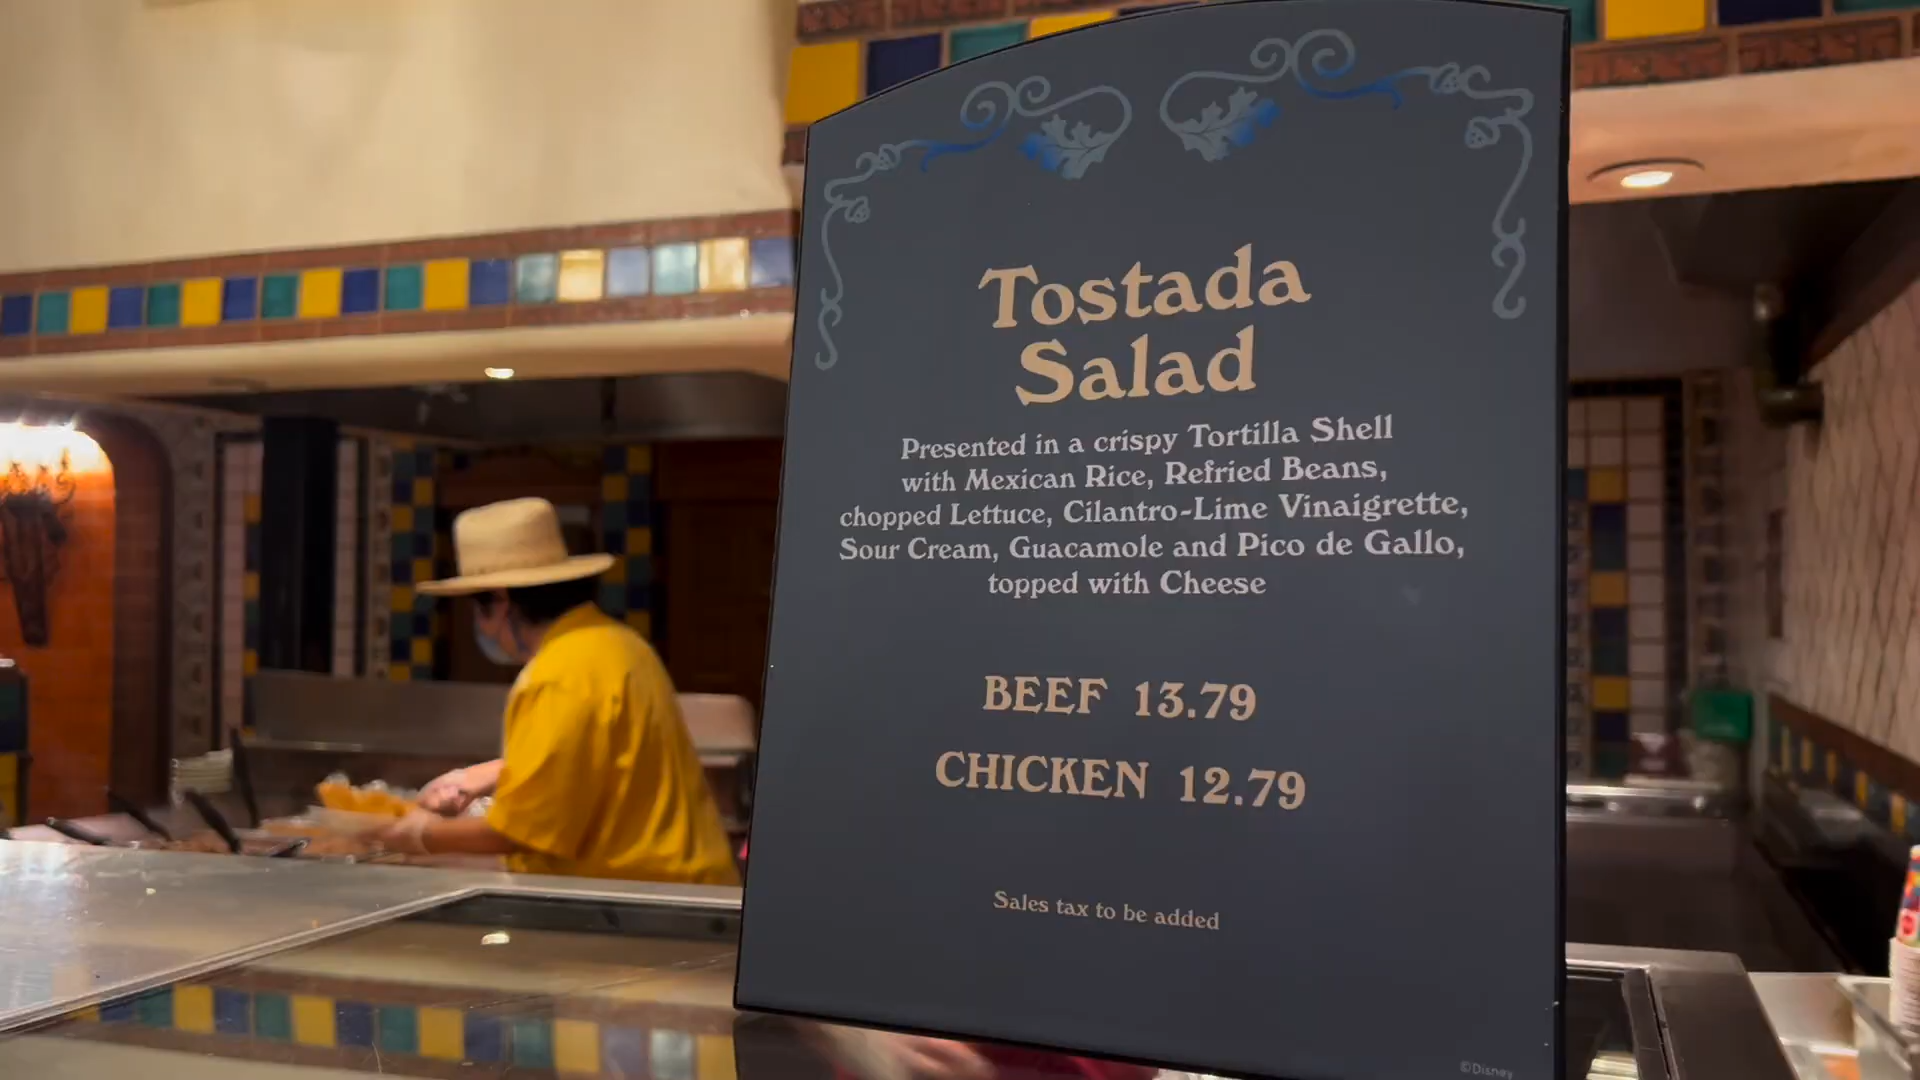 Tostada
Salad
Presented in a crispy Tortilla Shell
with Mexican Rice, Refried Beans,
chopped Lettuce, Cilantro-Lime Vinaigrette,
Sour Cream, Guacamole and Pico de Gallo,
topped with Cheese
BEEF 13.79
CHICKEN 12.79
Sales tax to be added
©Disney